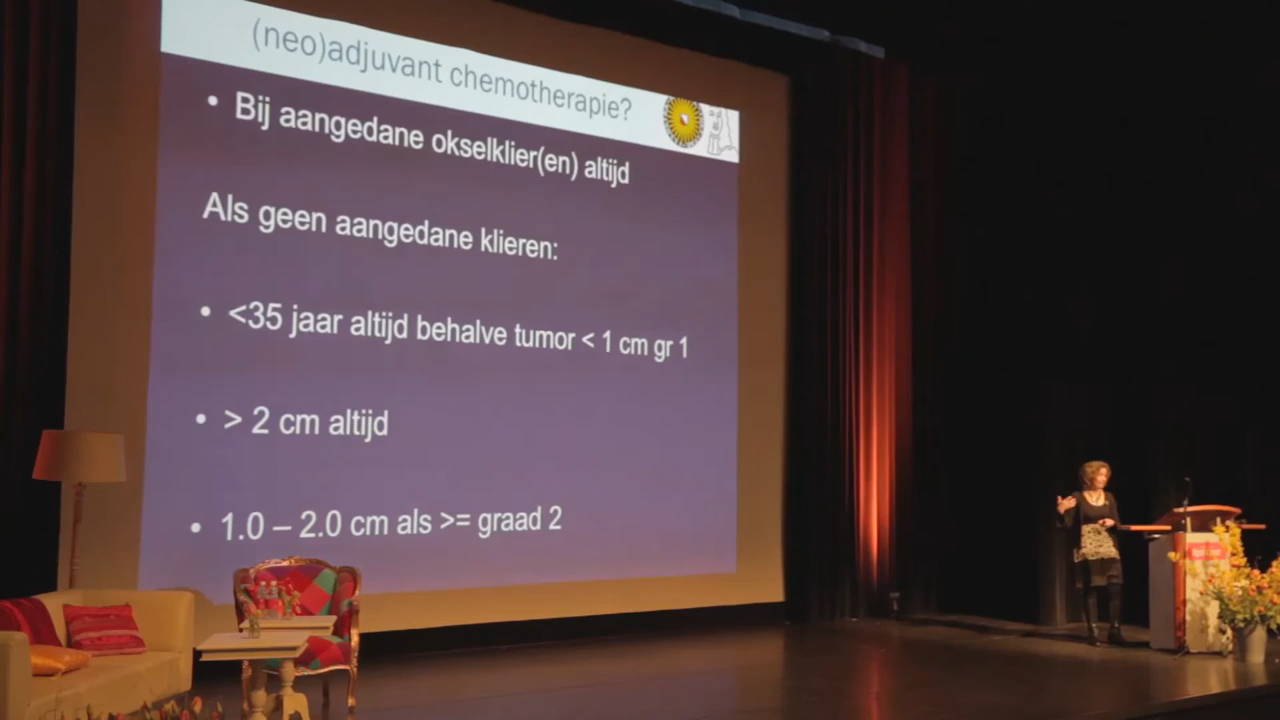 (neo)adjuvant chemotherapie?
• Bij aangedane okselklier(en) altijd
Als geen aangedane klieren:
• <35 jaar altijd behalve tumor < 1 cm gr 1
• > 2 cm altijd
• 1.0 – 2.0 cm als >= graad 2